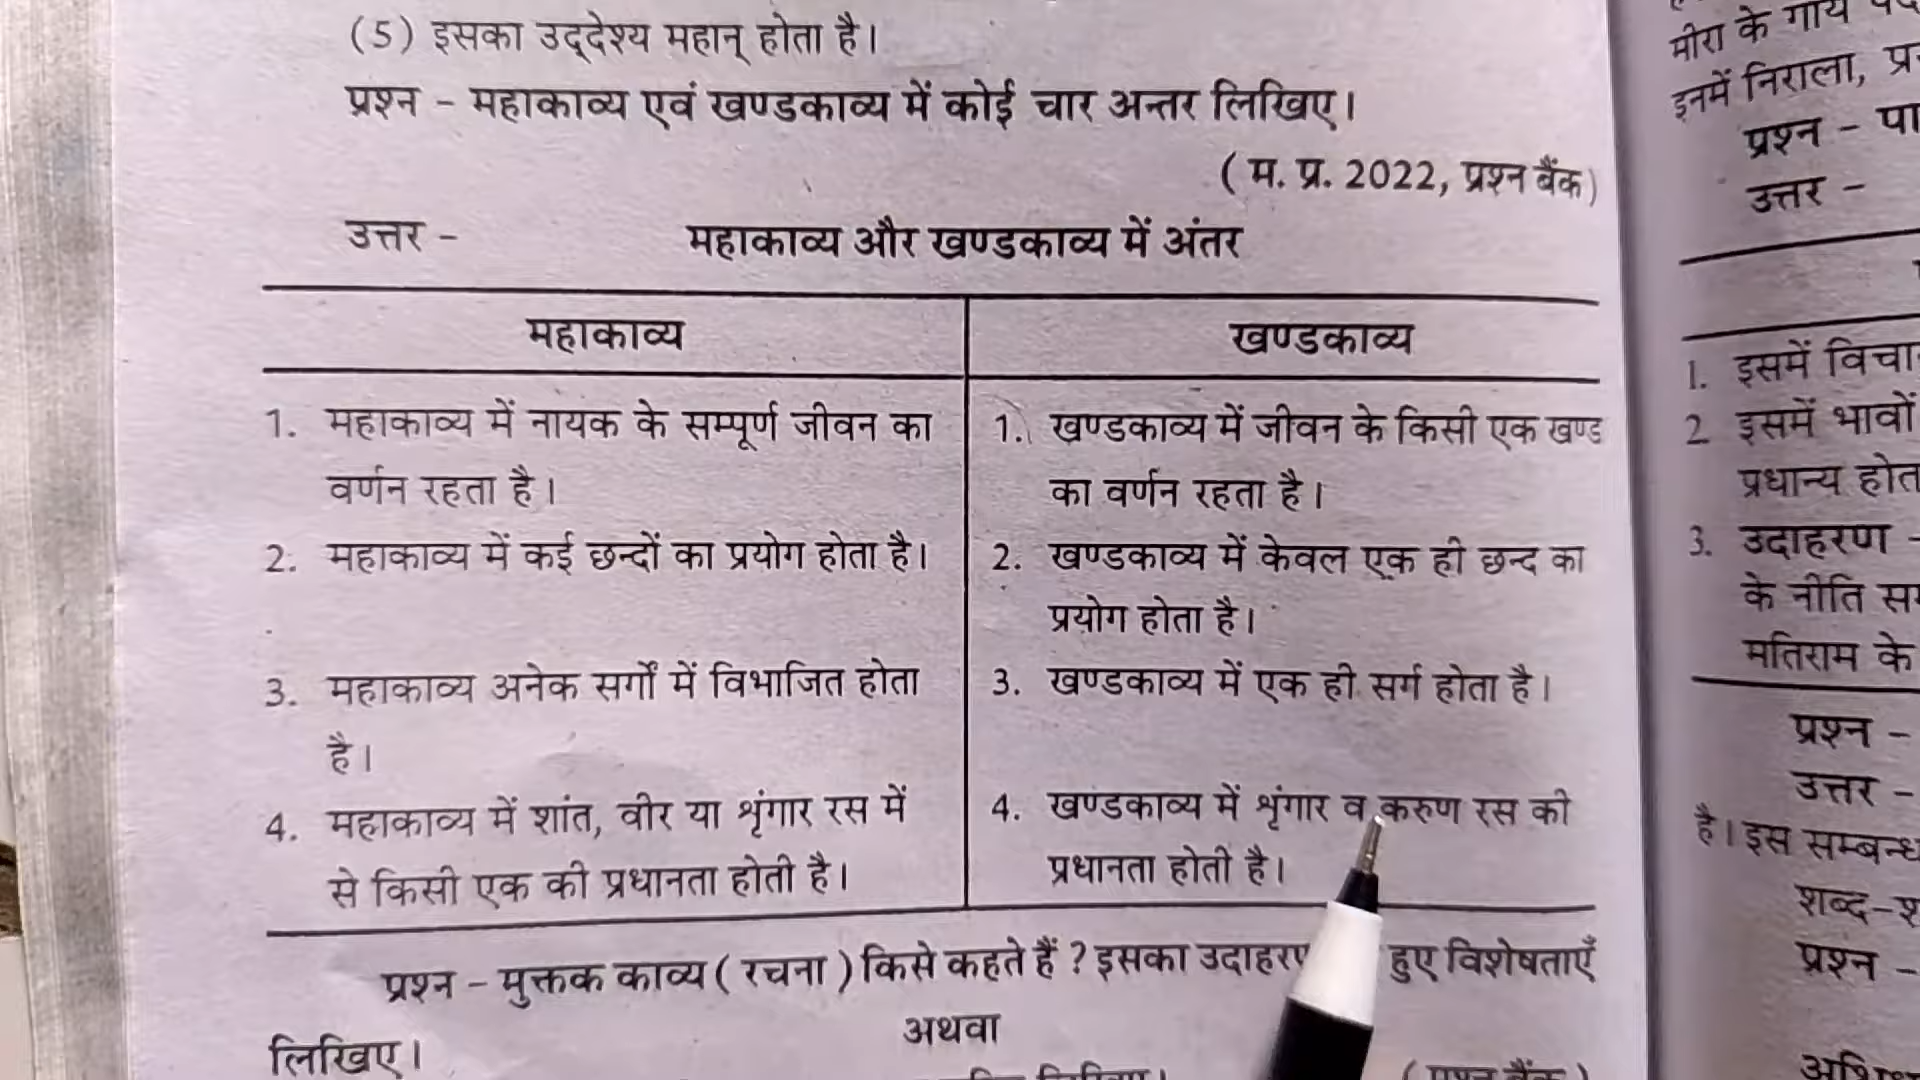 (5) इसका उद्देश्य महान् होता है।
प्रश्न - महाकाव्य एवं खण्डकाव्य में कोई चार अन्तर लिखिए।
( म. प्र. 2022, प्रश्न बैंक)
उत्तर - महाकाव्य और खण्डकाव्य में अंतर
महाकाव्य
1. महाकाव्य में नायक के सम्पूर्ण जीवन का
वर्णन रहता है।
2. महाकाव्य में कई छन्दों का प्रयोग होता है।
3. महाकाव्य अनेक सर्गों में विभाजित होता
है।
4. महाकाव्य में शांत, वीर या शृंगार रस में
से किसी एक की प्रधानता होती है।
खण्डकाव्य
1. खण्डकाव्य में जीवन के किसी एक खण्ड
का वर्णन रहता है।
2. खण्डकाव्य में केवल एक ही छन्द का
प्रयोग होता है।
3. खण्डकाव्य में एक ही सर्ग होता है।
4. खण्डकाव्य में शृंगार व करुण रस की
प्रधानता होती है।
प्रश्न - मुक्तक काव्य ( रचना ) किसे कहते हैं ? इसका हुए विशेषताएँ
लिखिए।
अथवा
मीरा के गाये
इनमें निराला,
प्रश्न -
उत्तर -
1. इसमें
2 इसमें भावों
प्रधान्य
3. उदाहरण -
के नीति
मतिराम के
प्रश्न -
उत्तर -
है। इस
प्रश्न -